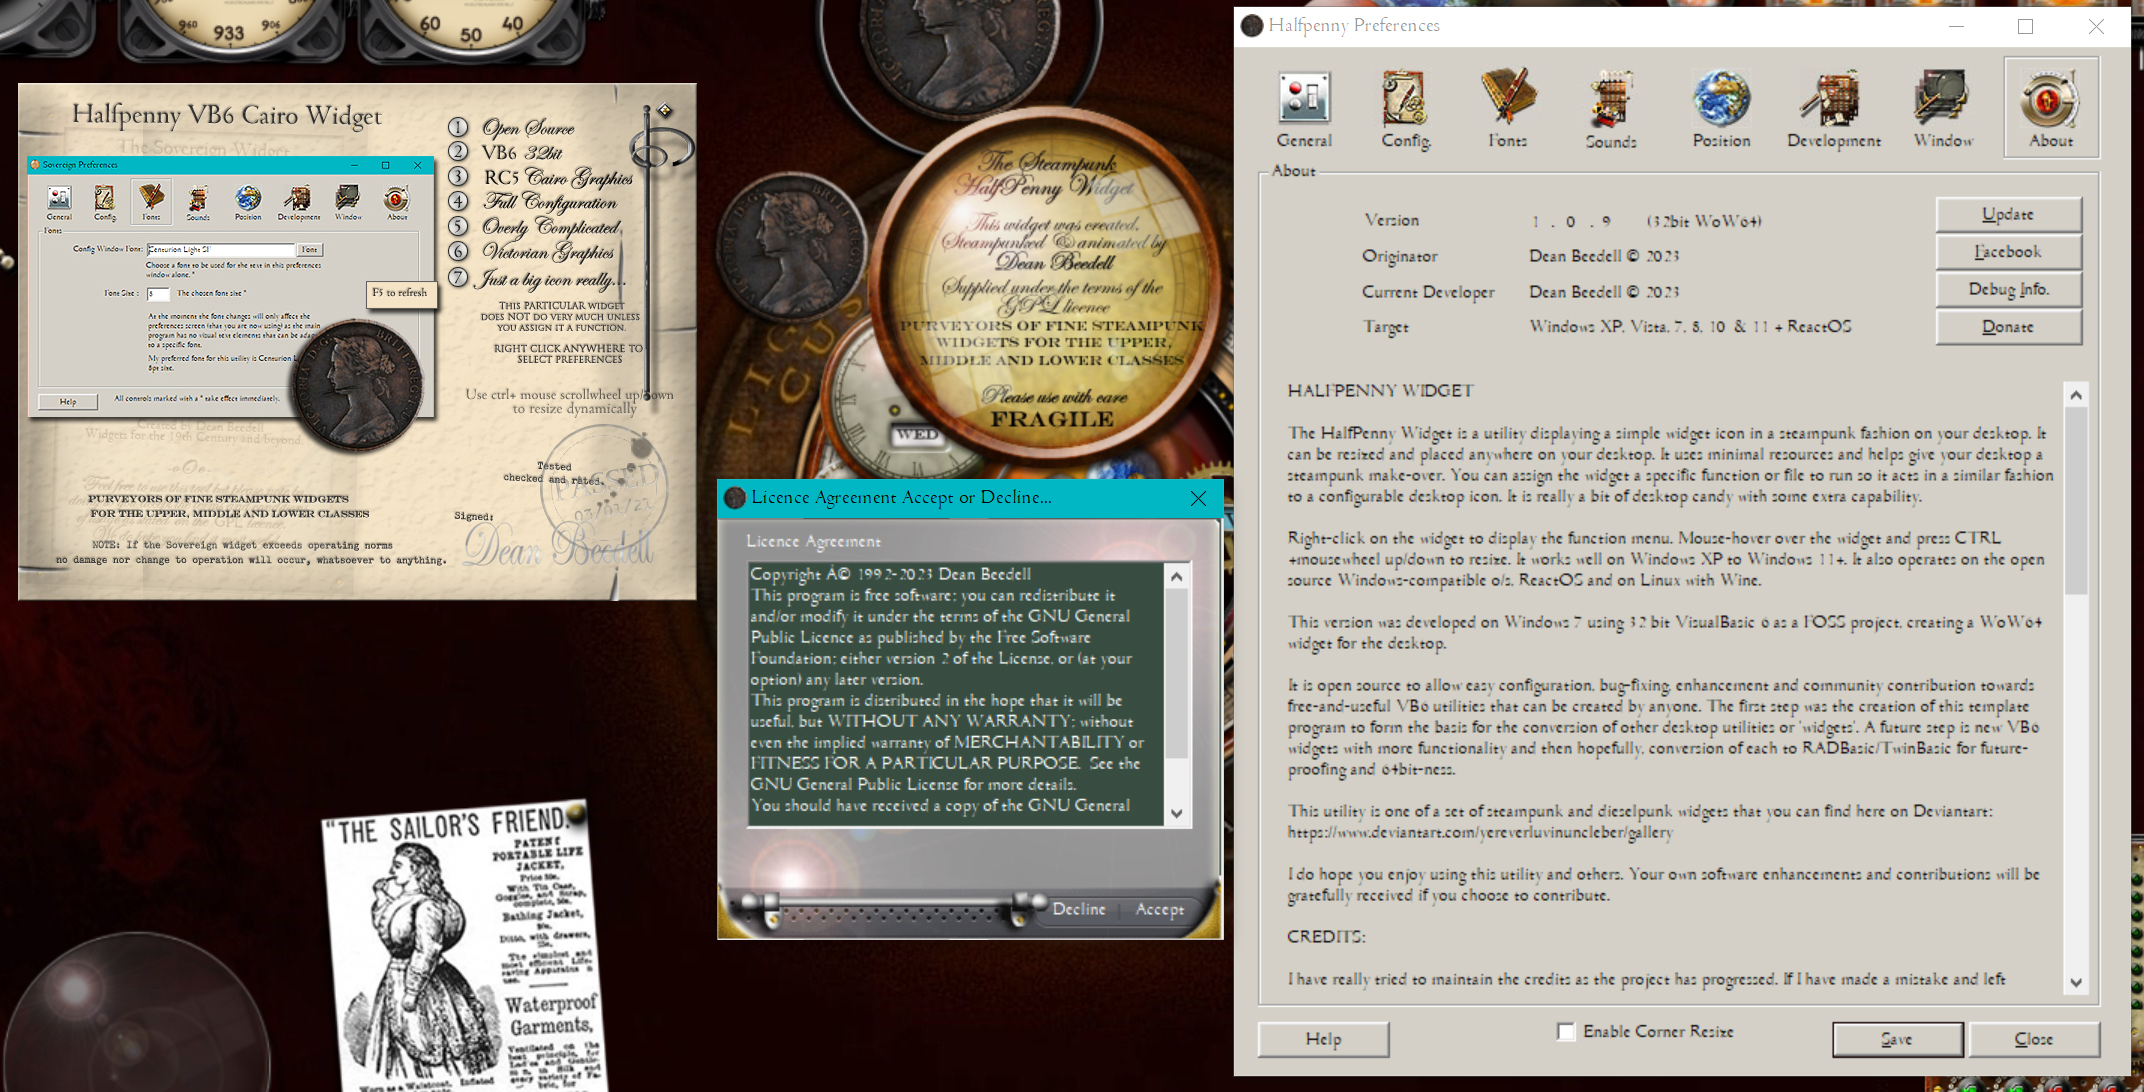 960
933
906
60
50
40
Halfpenny VB6 Cairo Widget
The Sovereign Widget
Sovereign Preferences
General
Config.
Fonts
Sounds
Position
Development
Window
About
Fonts
Config Window Font:
Centurion Light SF
Font
Choose a font to be used for the text in this preferences
window alone. *
Font Size :
8
The chosen font size *
F5 to refresh
At the moment the font changes will only affect the
preferences screen (that you are now using) as the main
program has no visual text elements that can be
to a specific font.
My preferred font for this utility is Centurion
8pt size.
Help
All controls marked with a * take effect immediately.
1 Open Source
2 VB6 32bit
3 RC5 Cairo Graphics
4 Full Configuration
5 Overly Complicated,
6 Victorian Graphics
7 Just a big icon really...
THIS PARTICULAR WIDGET
DOES NOT DO VERY MUCH UNLESS
YOU ASSIGN IT A FUNCTION.
RIGHT CLICK ANYWHERE TO
SELECT PREFERENCES
Use ctrl+ mouse scrollwheel up/down
to resize dynamically
Created by Dean Beedell
Widgets for the 19th Century and beyond.
-oOo-
PURVEYORS OF FINE STEAMPUNK WIDGETS
FOR THE UPPER, MIDDLE AND LOWER CLASSES
Tested
checked and rated.
PASSED
Signed:
Dean Beedell
NOTE: If the Sovereign widget exceeds operating norms
no damage nor change to operation will occur, whatsoever to anything.
The Steampunk
HalfPenny Widget
This widget was created,
Steampunked & animated by
Dean Beedell
Supplied under the terms of the
GPL licence
PURVEYORS OF FINE STEAMPUNK
WIDGETS FOR THE UPPER,
MIDDLE AND LOWER CLASSES
Please use with care
FRAGILE
WED
Licence Agreement Accept or Decline...
Licence Agreement
Copyright Â© 1992-2023 Dean Beedell
This program is free software; you can redistribute it
and/or modify it under the terms of the GNU General
Public Licence as published by the Free Software
Foundation; either version 2 of the License, or (at your
option) any later version.
This program is distributed in the hope that it will be
useful, but WITHOUT ANY WARRANTY; without
even the implied warranty of MERCHANTABILITY or
FITNESS FOR A PARTICULAR PURPOSE.  See the
GNU General Public License for more details.
You should have received a copy of the GNU General
Decline
Accept
"THE SAILOR'S FRIEND."
PATENT
PORTABLE LIFE
JACKET,
Price 50s.
With Tin Case,
Goggles, and Strap,
complete, 50s.
Bathing Jacket,
Ditto, with drawers,
The simplest and
most efficient Life-
saving Apparatus in
use.
Waterproof
Garments,
Ventilated on the
best principle, for
Worn as a Waistcoat, Inflated
Halfpenny Preferences
General
Config.
Fonts
Sounds
Position
Development
Window
About
About
Version 1 . 0 . 9 (32bit WoW64)
Originator Dean Beedell © 2023
Current Developer Dean Beedell © 2023
Target Windows XP, Vista, 7, 8, 10 & 11 + ReactOS
Update
Facebook
Debug Info.
Donate
HALFPENNY WIDGET
The HalfPenny Widget is a utility displaying a simple widget icon in a steampunk fashion on your desktop. It
can be resized and placed anywhere on your desktop. It uses minimal resources and helps give your desktop a
steampunk make-over. You can assign the widget a specific function or file to run so it acts in a similar fashion
to a configurable desktop icon. It is really a bit of desktop candy with some extra capability.
Right-click on the widget to display the function menu. Mouse-hover over the widget and press CTRL
+mousewheel up/down to resize. It works well on Windows XP to Windows 11+. It also operates on the open
source Windows-compatible o/s, ReactOS and on Linux with Wine.
This version was developed on Windows 7 using 32 bit VisualBasic 6 as a FOSS project, creating a WoW64
widget for the desktop.
It is open source to allow easy configuration, bug-fixing, enhancement and community contribution towards
free-and-useful VB6 utilities that can be created by anyone. The first step was the creation of this template
program to form the basis for the conversion of other desktop utilities or 'widgets'. A future step is new VB6
widgets with more functionality and then hopefully, conversion of each to RADBasic/TwinBasic for future-
proofing and 64bit-ness.
This utility is one of a set of steampunk and dieselpunk widgets that you can find here on Deviantart:
https://www.deviantart.com/yereverluvinuncleber/gallery
I do hope you enjoy using this utility and others. Your own software enhancements and contributions will be
gratefully received if you choose to contribute.
CREDITS:
I have really tried to maintain the credits as the project has progressed. If I have made a mistake and left
Help
Enable Corner Resize
Save
Close